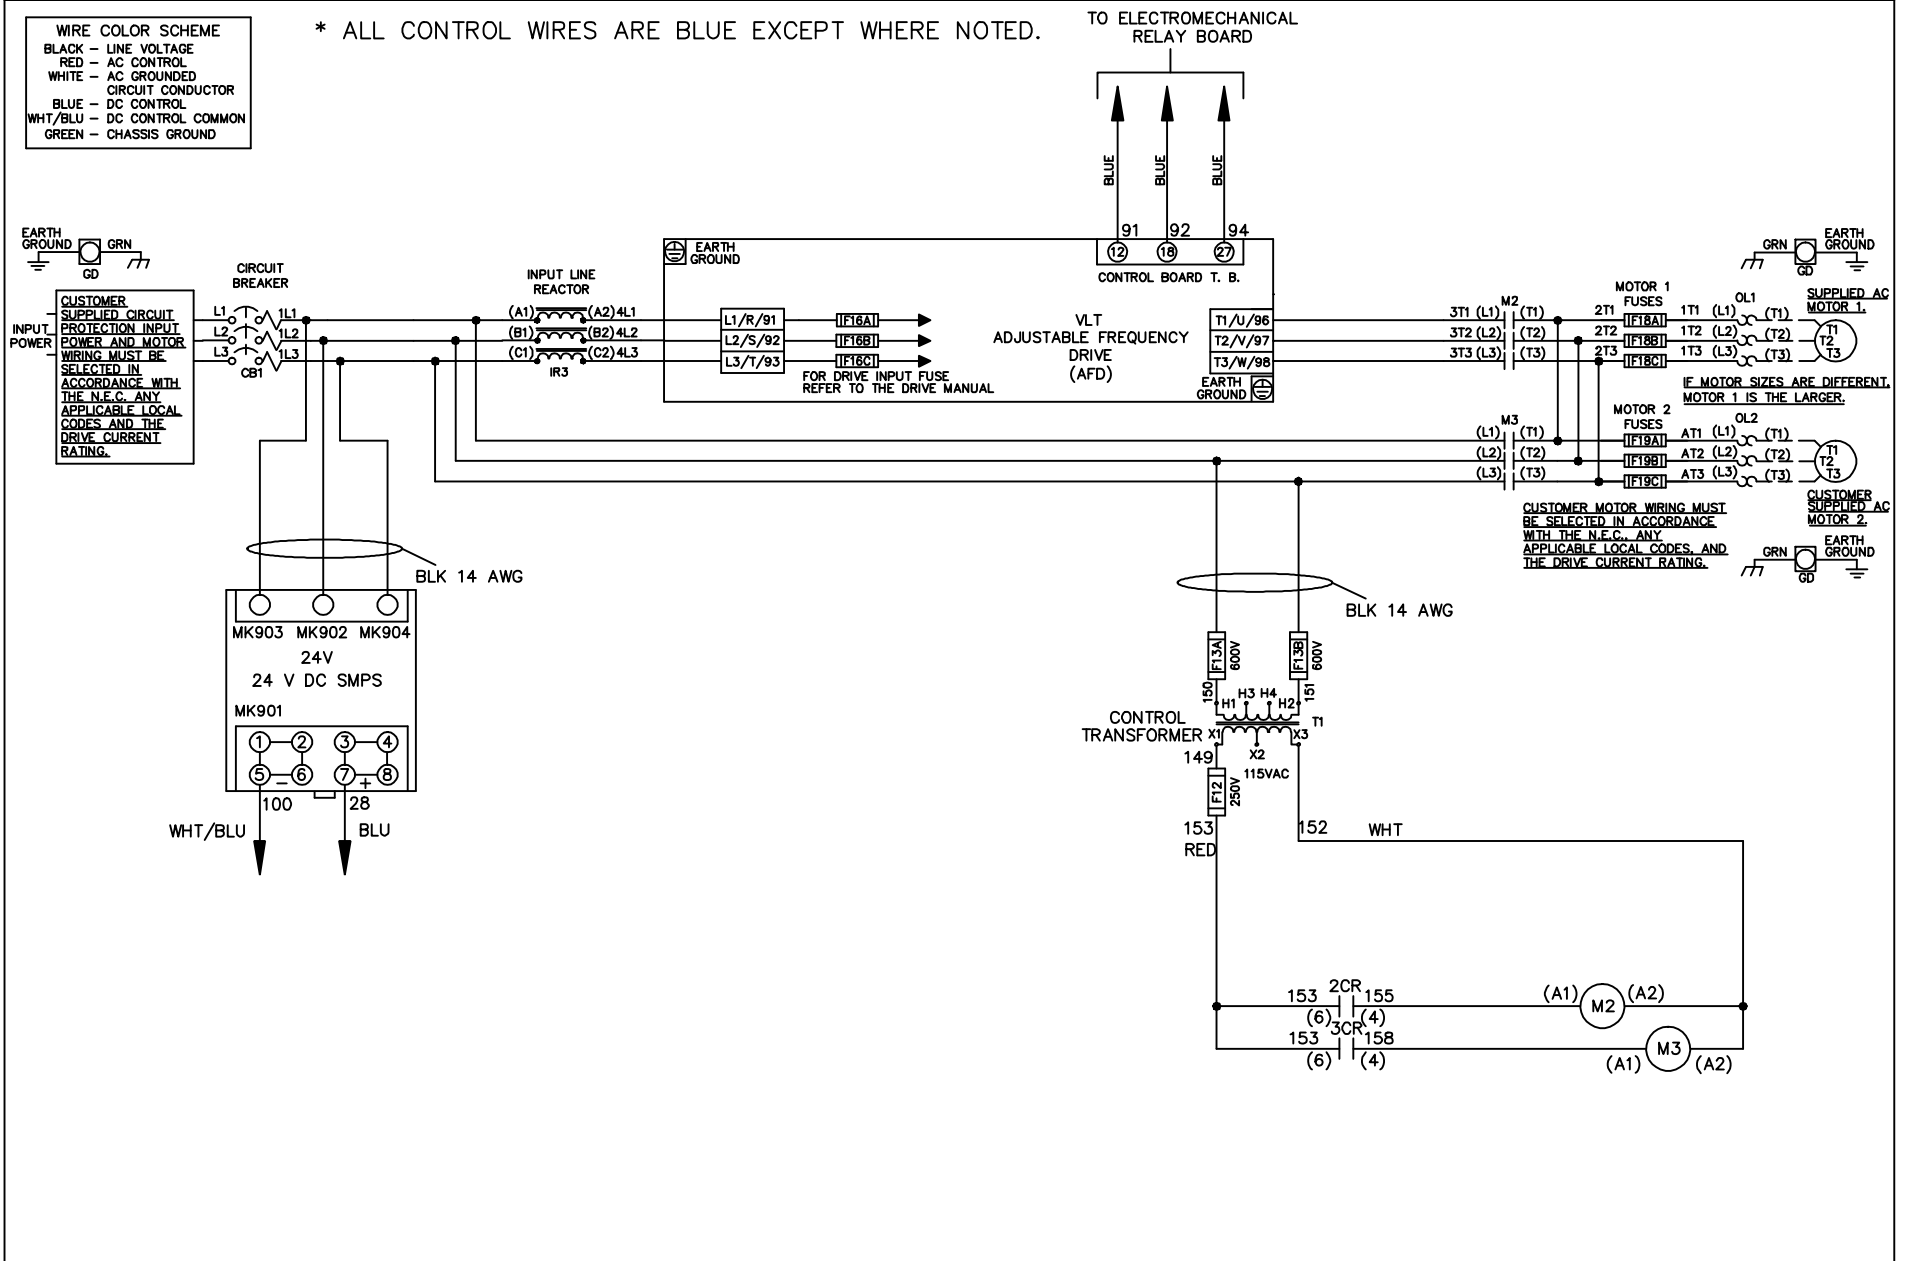 WIRE COLOR SCHEME
BLACK – LINE VOLTAGE
RED – AC CONTROL
WHITE – AC GROUNDED
CIRCUIT CONDUCTOR
BLUE – DC CONTROL
WHT/BLU – DC CONTROL COMMON
GREEN – CHASSIS GROUND
* ALL CONTROL WIRES ARE BLUE EXCEPT WHERE NOTED.
TO ELECTROMECHANICAL
RELAY BOARD
BLUE
BLUE
BLUE
91 92 94
12 18 27
CONTROL BOARD T. B.
EARTH
GROUND
GRN
GD
INPUT
POWER
CUSTOMER
SUPPLIED CIRCUIT
PROTECTION INPUT
POWER AND MOTOR
WIRING MUST BE
SELECTED IN
ACCORDANCE WITH
THE N.E.C. ANY
APPLICABLE LOCAL
CODES AND THE
DRIVE CURRENT
RATING.
CIRCUIT
BREAKER
L1 1L1
L2 1L2
L3 1L3
CB1
INPUT LINE
REACTOR
(A1) (A2) 4L1
(B1) (B2) 4L2
(C1) (C2) 4L3
IR3
EARTH
GROUND
L1/R/91 F16A
L2/S/92 F16B
L3/T/93 F16C
FOR DRIVE INPUT FUSE
REFER TO THE DRIVE MANUAL
VLT
ADJUSTABLE FREQUENCY
DRIVE
(AFD)
T1/U/96
T2/V/97
T3/W/98
EARTH
GROUND
M2
3T1 (L1) (T1)
3T2 (L2) (T2)
3T3 (L3) (T3)
MOTOR 1
FUSES
2T1 F18A 1T1 (L1) (T1)
2T2 F18B 1T2 (L2) (T2)
2T3 F18C 1T3 (L3) (T3)
OL1
GRN
GD
EARTH
GROUND
SUPPLIED AC
MOTOR 1.
T1
T2
T3
IF MOTOR SIZES ARE DIFFERENT,
MOTOR 1 IS THE LARGER.
M3
(L1) (T1)
(L2) (T2)
(L3) (T3)
MOTOR 2
FUSES
F19A AT1 (L1) (T1)
F19B AT2 (L2) (T2)
F19C AT3 (L3) (T3)
OL2
T1
T2
T3
CUSTOMER
SUPPLIED AC
MOTOR 2.
CUSTOMER MOTOR WIRING MUST
BE SELECTED IN ACCORDANCE
WITH THE N.E.C., ANY
APPLICABLE LOCAL CODES, AND
THE DRIVE CURRENT RATING.
GRN
GD
EARTH
GROUND
BLK 14 AWG
MK903 MK902 MK904
24V
24 V DC SMPS
MK901
1 2 3 4
5 – 6 7 + 8
100 28
WHT/BLU BLU
BLK 14 AWG
F13A 600V F13B 600V
150 151
H1 H3 H4 H2
CONTROL
TRANSFORMER
T1
X1 X2 X3
149
115VAC
F12 250V
153 152 WHT
RED
153 2CR 155 (A1) M2 (A2)
(6) (4)
153 3CR 158 M3
(6) (4) (A1) (A2)